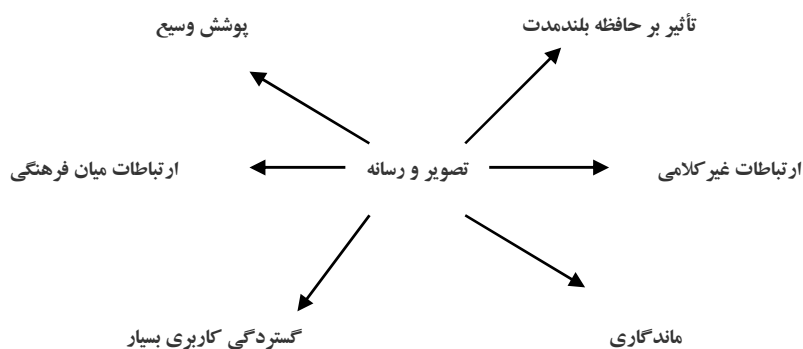 تأثیر بر حافظه بلندمدت
پوشش وسیع
ارتباطات غیرکلامی
تصویر و رسانه
ارتباطات میان فرهنگی
ماندگاری
گستردگی کاربری بسیار